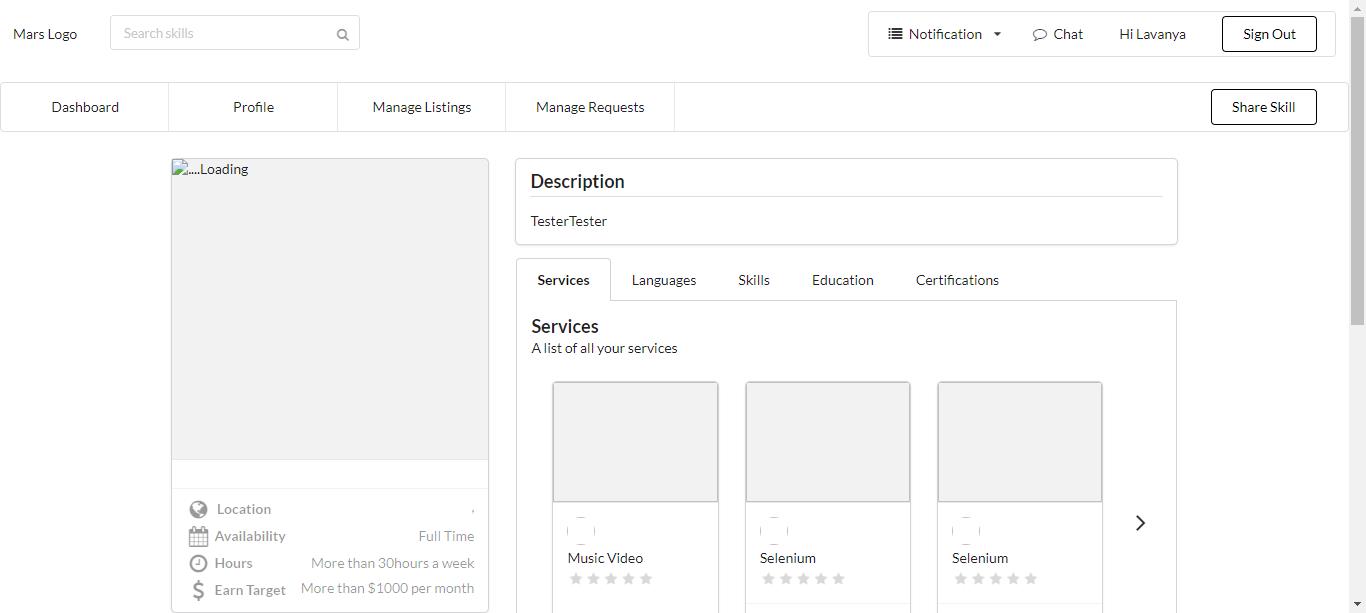 Mars Logo
Search skills
Notification
Chat
Hi Lavanya
Sign Out
Dashboard
Profile
Manage Listings
Manage Requests
Share Skill
....Loading
Location ,
Availability Full Time
Hours More than 30hours a week
Earn Target More than $1000 per month
Description
TesterTester
Services
Languages
Skills
Education
Certifications
Services
A list of all your services
Music Video
Selenium
Selenium